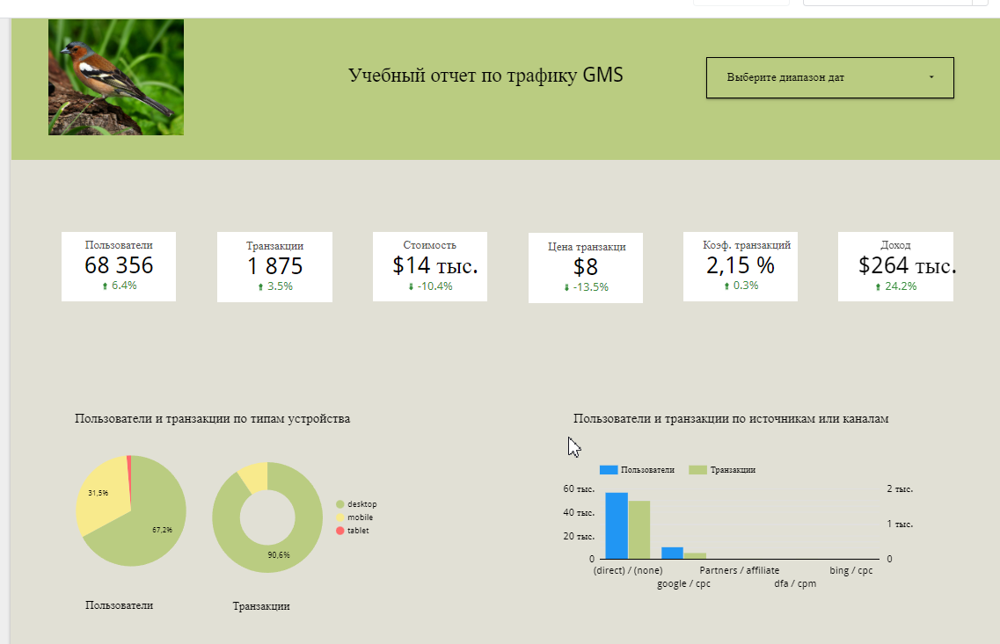 Учебный отчет по трафику GMS
Выберите диапазон дат
Пользователи
68 356
6.4%
Транзакции
1 875
3.5%
Стоимость
$14 тыс.
-10.4%
Цена транзакци
$8
-13.5%
Коэф. транзакций
2,15 %
0.3%
Доход
$264 тыс.
24.2%
Пользователи и транзакции по типам устройства
31,5%
67,2%
90,6%
desktop
mobile
tablet
Пользователи
Транзакции
Пользователи и транзакции по источникам или каналам
Пользователи Транзакции
60 тыс.
40 тыс.
20 тыс.
0
2 тыс.
1 тыс.
0
(direct) / (none)
google / cpc
Partners / affiliate
dfa / cpm
bing / cpc